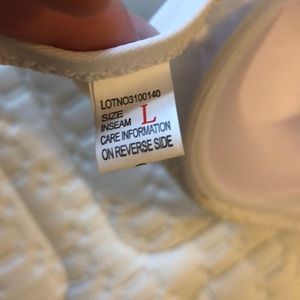 LOTNO3100140
SIZE L
INSEAM
CARE INFORMATION
ON REVERSE SIDE